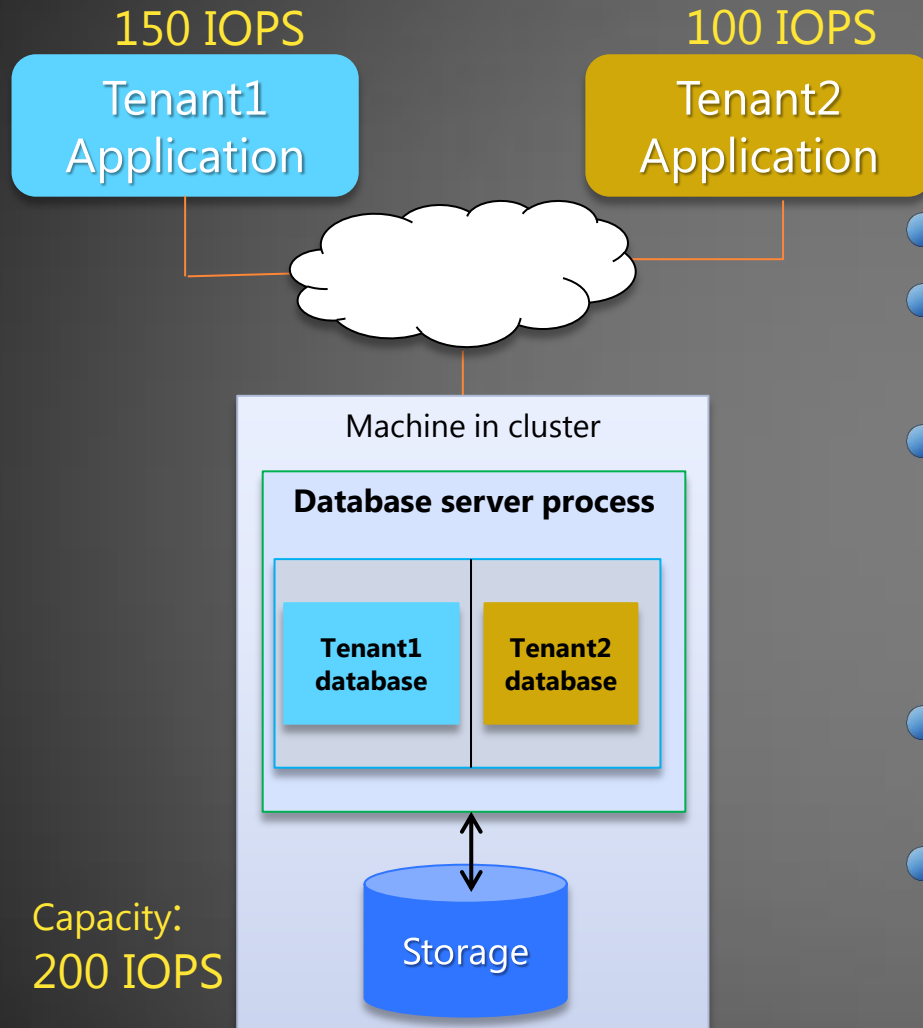 150 IOPS
100 IOPS
Tenant1
Application
Tenant2
Application
Machine in cluster
Database server process
Tenant1
database
Tenant2
database
Storage
Capacity:
200 IOPS